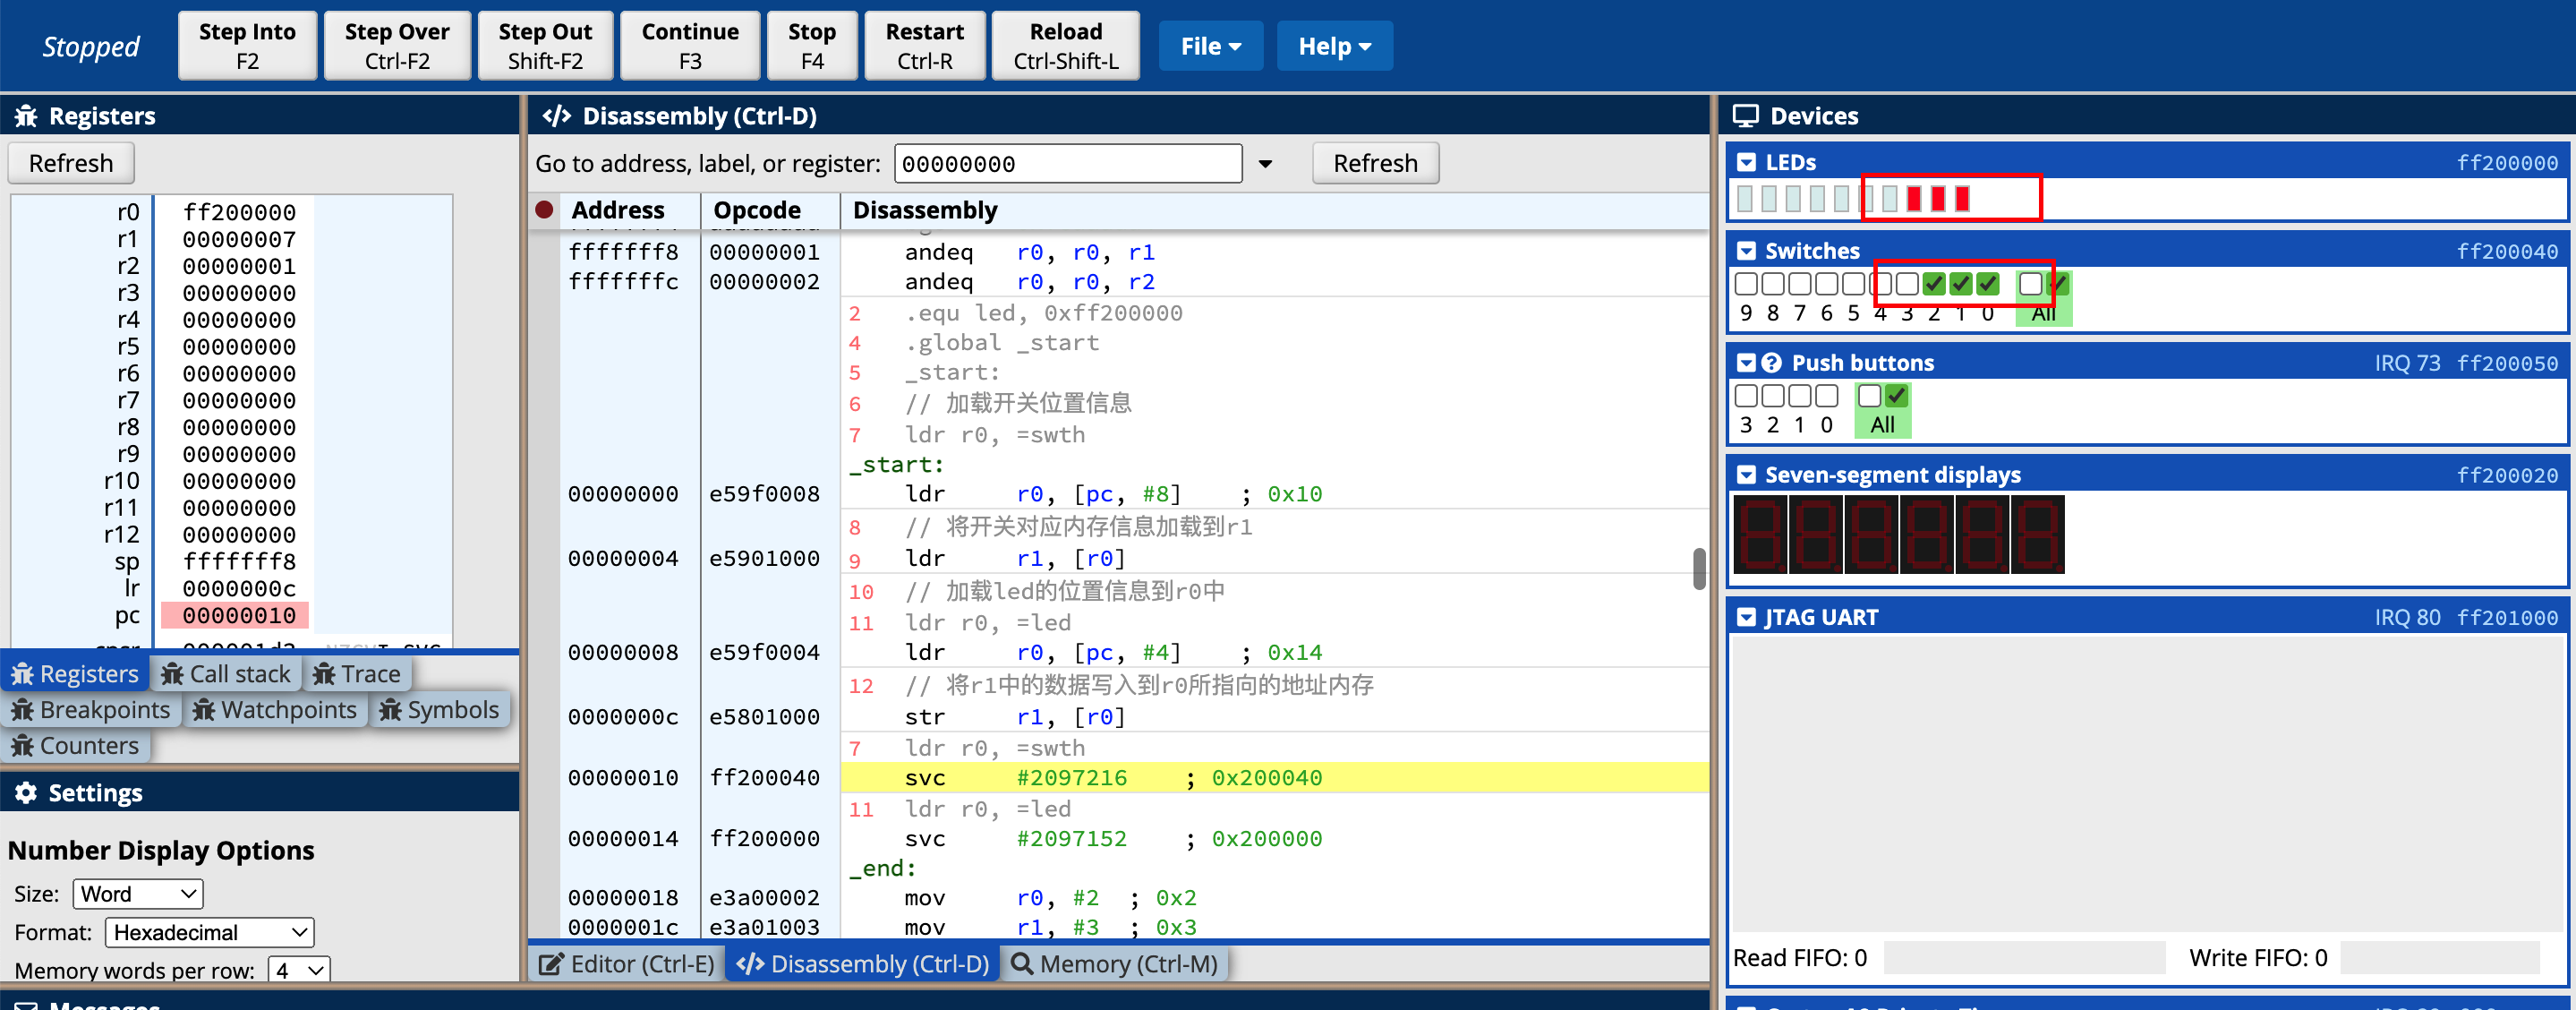 Stopped
Step Into
F2
Step Over
Ctrl-F2
Step Out
Shift-F2
Continue
F3
Stop
F4
Restart
Ctrl-R
Reload
Ctrl-Shift-L
File
Help
Registers
Refresh
r0 ff200000
r1 00000007
r2 00000001
r3 00000000
r4 00000000
r5 00000000
r6 00000000
r7 00000000
r8 00000000
r9 00000000
r10 00000000
r11 00000000
r12 00000000
sp fffffff8
lr 0000000c
pc 00000010
Registers
Call stack
Trace
Breakpoints
Watchpoints
Symbols
Counters
Settings
Number Display Options
Size: Word
Format: Hexadecimal
Memory words per row: 4
Disassembly (Ctrl-D)
Go to address, label, or register: 00000000
Refresh
Address Opcode Disassembly
fffffff8 00000001 andeq r0, r0, r1
fffffffc 00000002 andeq r0, r0, r2
2 .equ led, 0xff200000
4 .global _start
5 _start:
6 // 加载开关位置信息
7 ldr r0, =swth
_start:
00000000 e59f0008 ldr r0, [pc, #8] ; 0x10
8 // 将开关对应内存信息加载到r1
00000004 e5901000 9 ldr r1, [r0]
10 // 加载led的位置信息到r0中
11 ldr r0, =led
00000008 e59f0004 ldr r0, [pc, #4] ; 0x14
12 // 将r1中的数据写入到r0所指向的地址内存
0000000c e5801000 str r1, [r0]
7 ldr r0, =swth
00000010 ff200040 svc #2097216 ; 0x200040
11 ldr r0, =led
00000014 ff200000 svc #2097152 ; 0x200000
_end:
00000018 e3a00002 mov r0, #2 ; 0x2
0000001c e3a01003 mov r1, #3 ; 0x3
Editor (Ctrl-E)
Disassembly (Ctrl-D)
Memory (Ctrl-M)
Messages
Devices
LEDs ff200000
Switches ff200040
9 8 7 6 5 4 3 2 1 0 All
Push buttons IRQ 73 ff200050
3 2 1 0 All
Seven-segment displays ff200020
JTAG UART IRQ 80 ff201000
Read FIFO: 0
Write FIFO: 0